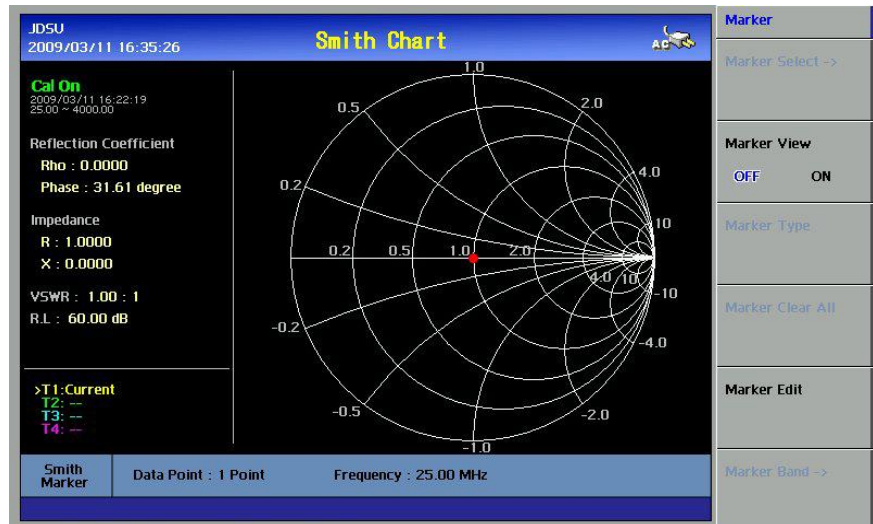 JDSU
2009/03/11 16:35:26
Smith Chart
AC
Cal On
2009/03/11 16:22:19
25.00 ~ 4000.00
Reflection Coefficient
Rho : 0.0000
Phase : 31.61 degree
Impedance
R : 1.0000
X : 0.0000
VSWR : 1.00 : 1
R.L : 60.00 dB
>T1:Current
T2: --
T3: --
T4: --
1.0
0.5
2.0
0.2
4.0
10
0.2 0.5 1.0 2.0
4.0 10
-10
-0.2
-4.0
-0.5
-2.0
-1.0
Smith
Marker
Data Point : 1 Point
Frequency : 25.00 MHz
Marker
Marker Select ->
Marker View
OFF ON
Marker Type
Marker Clear All
Marker Edit
Marker Band ->